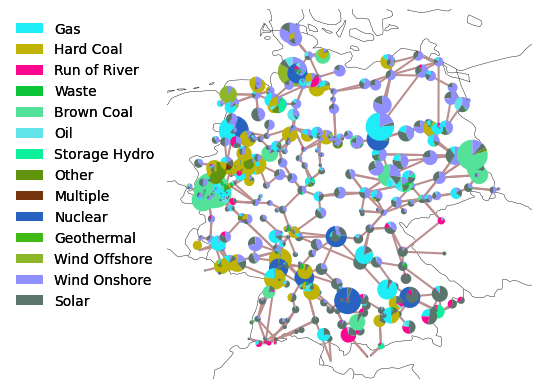 Gas
Hard Coal
Run of River
Waste
Brown Coal
Oil
Storage Hydro
Other
Multiple
Nuclear
Geothermal
Wind Offshore
Wind Onshore
Solar